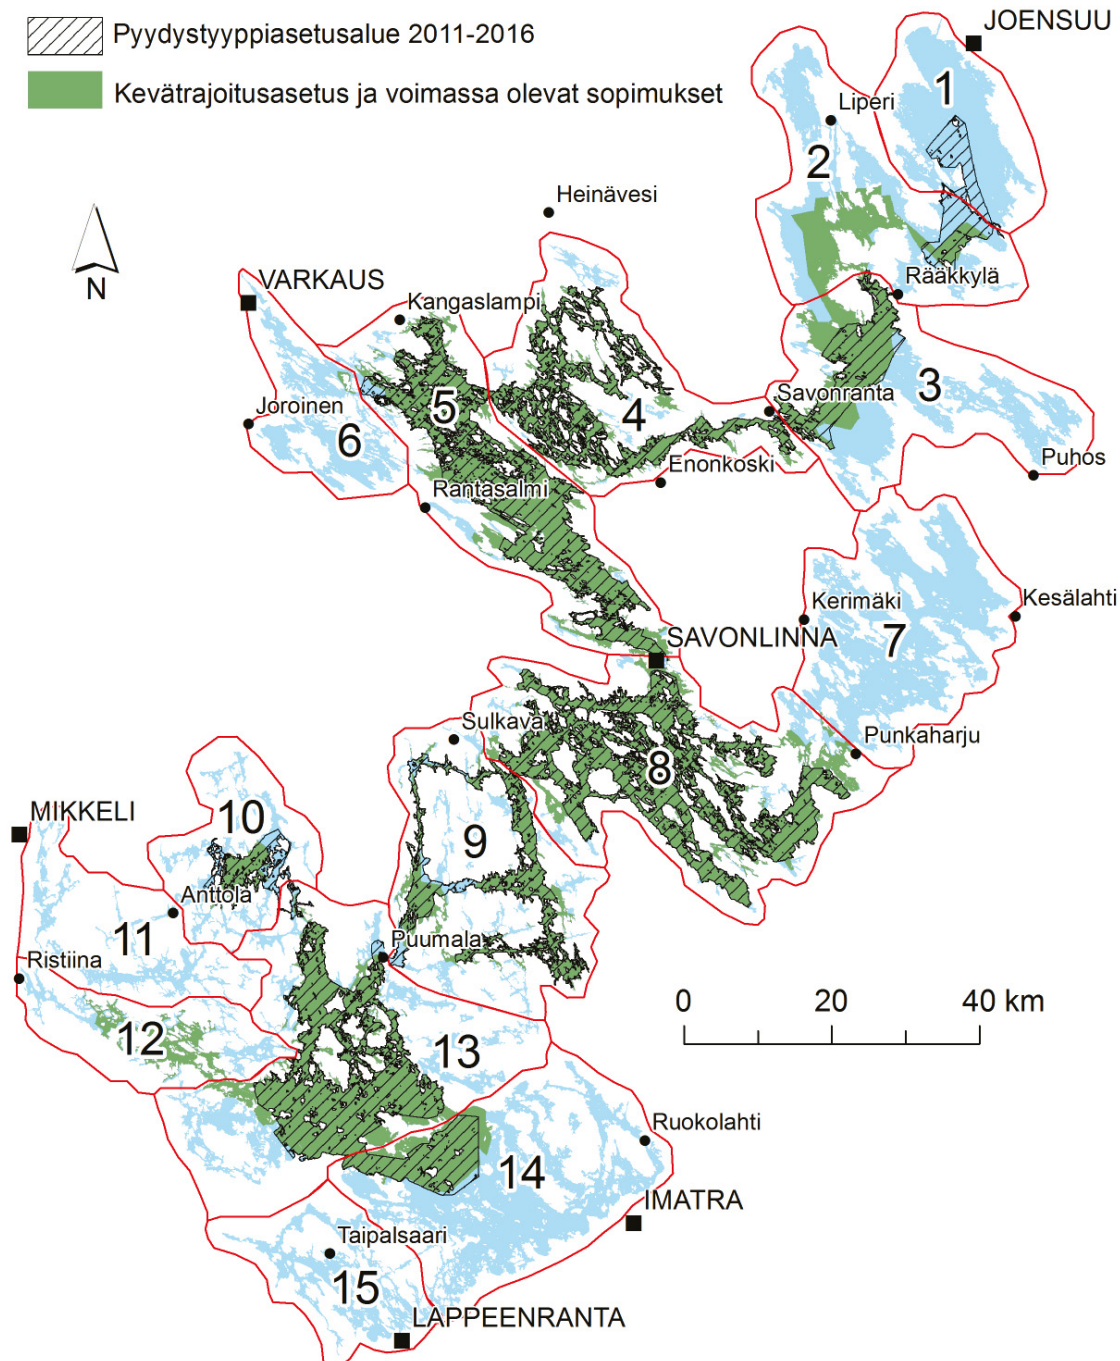 Pyydystyyppiasetusalue 2011-2016
Kevätrajoitusasetus ja voimassa olevat sopimukset
JOENSUU
1
Liperi
2
Heinävesi
N
VARKAUS
Kangaslampi
Rääkkylä
3
Savonranta
Joroinen
5
4
6
Enonkoski
Puhos
Rantasalmi
Kerimäki
Kesälahti
7
SAVONLINNA
Sulkava
Punkaharju
8
MIKKELI
10
9
Anttola
11
Puumala
Ristiina
0 20 40 km
12
13
Ruokolahti
14
IMATRA
Taipalsaari
15
LAPPEENRANTA